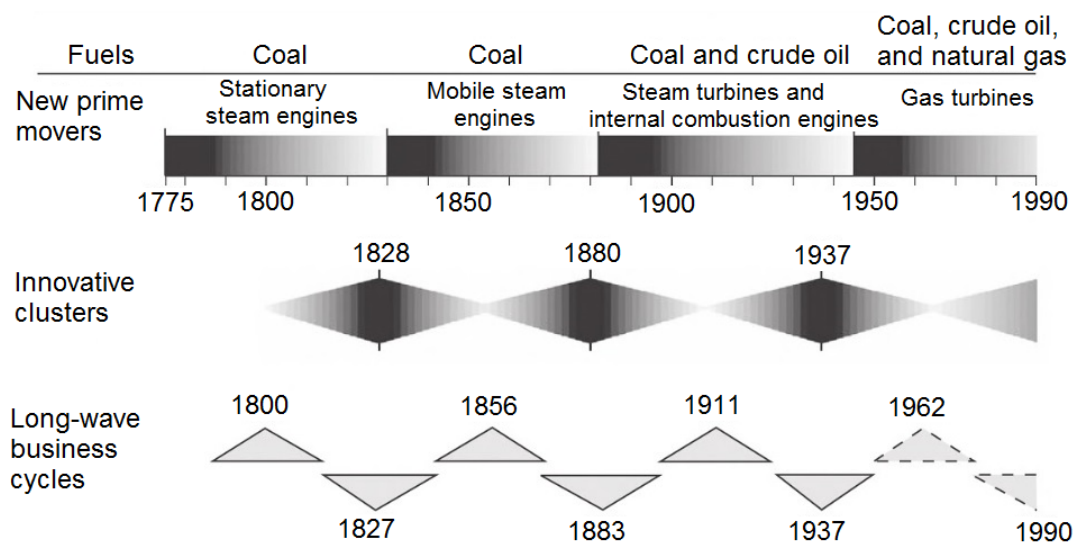 Fuels Coal Coal Coal and crude oil Coal, crude oil,
and natural gas
New prime
movers
Stationary
steam engines
Mobile steam
engines
Steam turbines and
internal combustion engines
Gas turbines
1775 1800 1850 1900 1950 1990
Innovative
clusters
1828 1880 1937
Long-wave
business
cycles
1800 1856 1911 1962
1827 1883 1937 1990